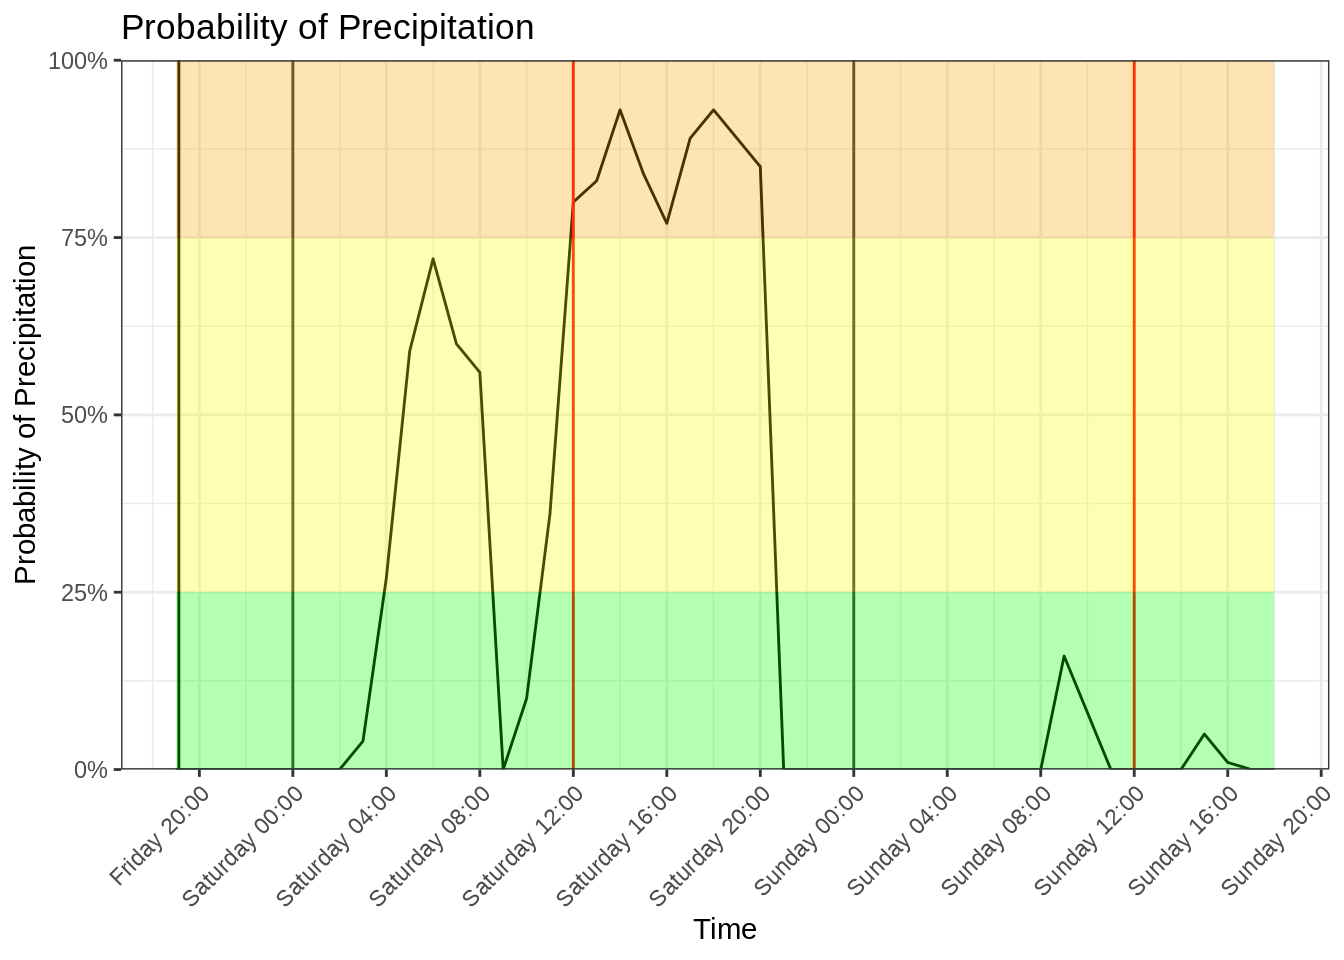 Probability of Precipitation
Probability of Precipitation
100%
75%
50%
25%
0%
Friday 20:00
Saturday 00:00
Saturday 04:00
Saturday 08:00
Saturday 12:00
Saturday 16:00
Saturday 20:00
Sunday 00:00
Sunday 04:00
Sunday 08:00
Sunday 12:00
Sunday 16:00
Sunday 20:00
Time